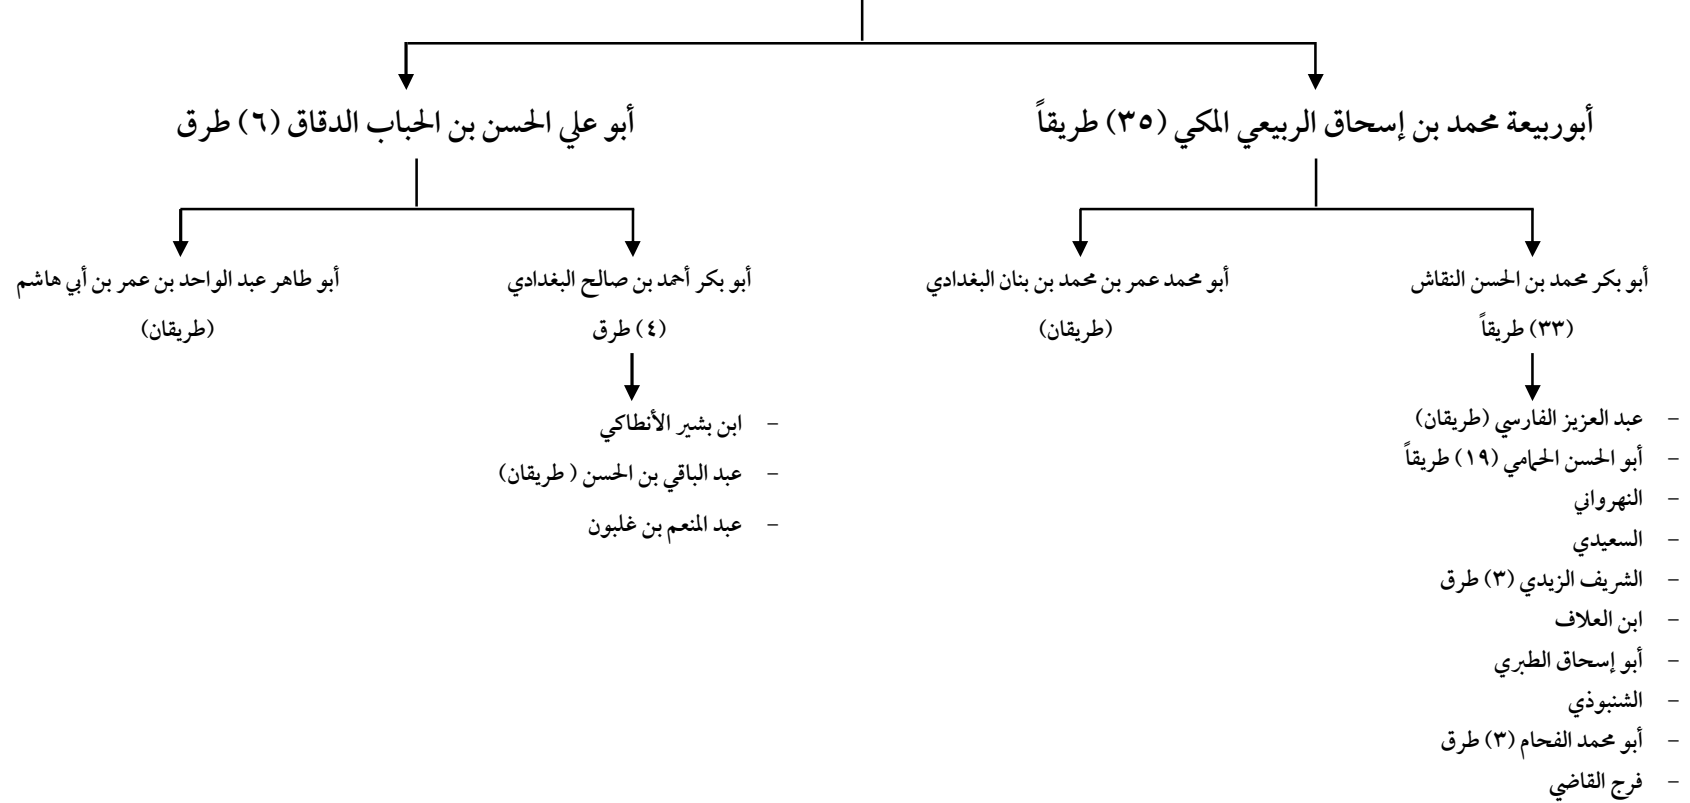 أبوربيعة محمد بن إسحاق الربيعي المكي (٣٥) طريقاً
أبو علي الحسن بن الحباب الدقاق (٦) طرق
أبو بكر محمد بن الحسن النقاش
(٣٣) طريقاً
أبو محمد عمر بن محمد بن بنان البغدادي
(طريقان)
أبو بكر أحمد بن صالح البغدادي
(٤) طرق
أبو طاهر عبد الواحد بن عمر بن أبي هاشم
(طريقان)
- عبد العزيز الفارسي (طريقان)
- أبو الحسن الحمامي (١٩) طريقاً
- النهرواني
- السعيدي
- الشريف الزيدي (٣) طرق
- ابن العلاف
- أبو إسحاق الطبري
- الشنبوذي
- أبو محمد الفحام (٣) طرق
- فرج القاضي
- ابن بشير الأنطاكي
- عبد الباقي بن الحسن ( طريقان)
- عبد المنعم بن غلبون